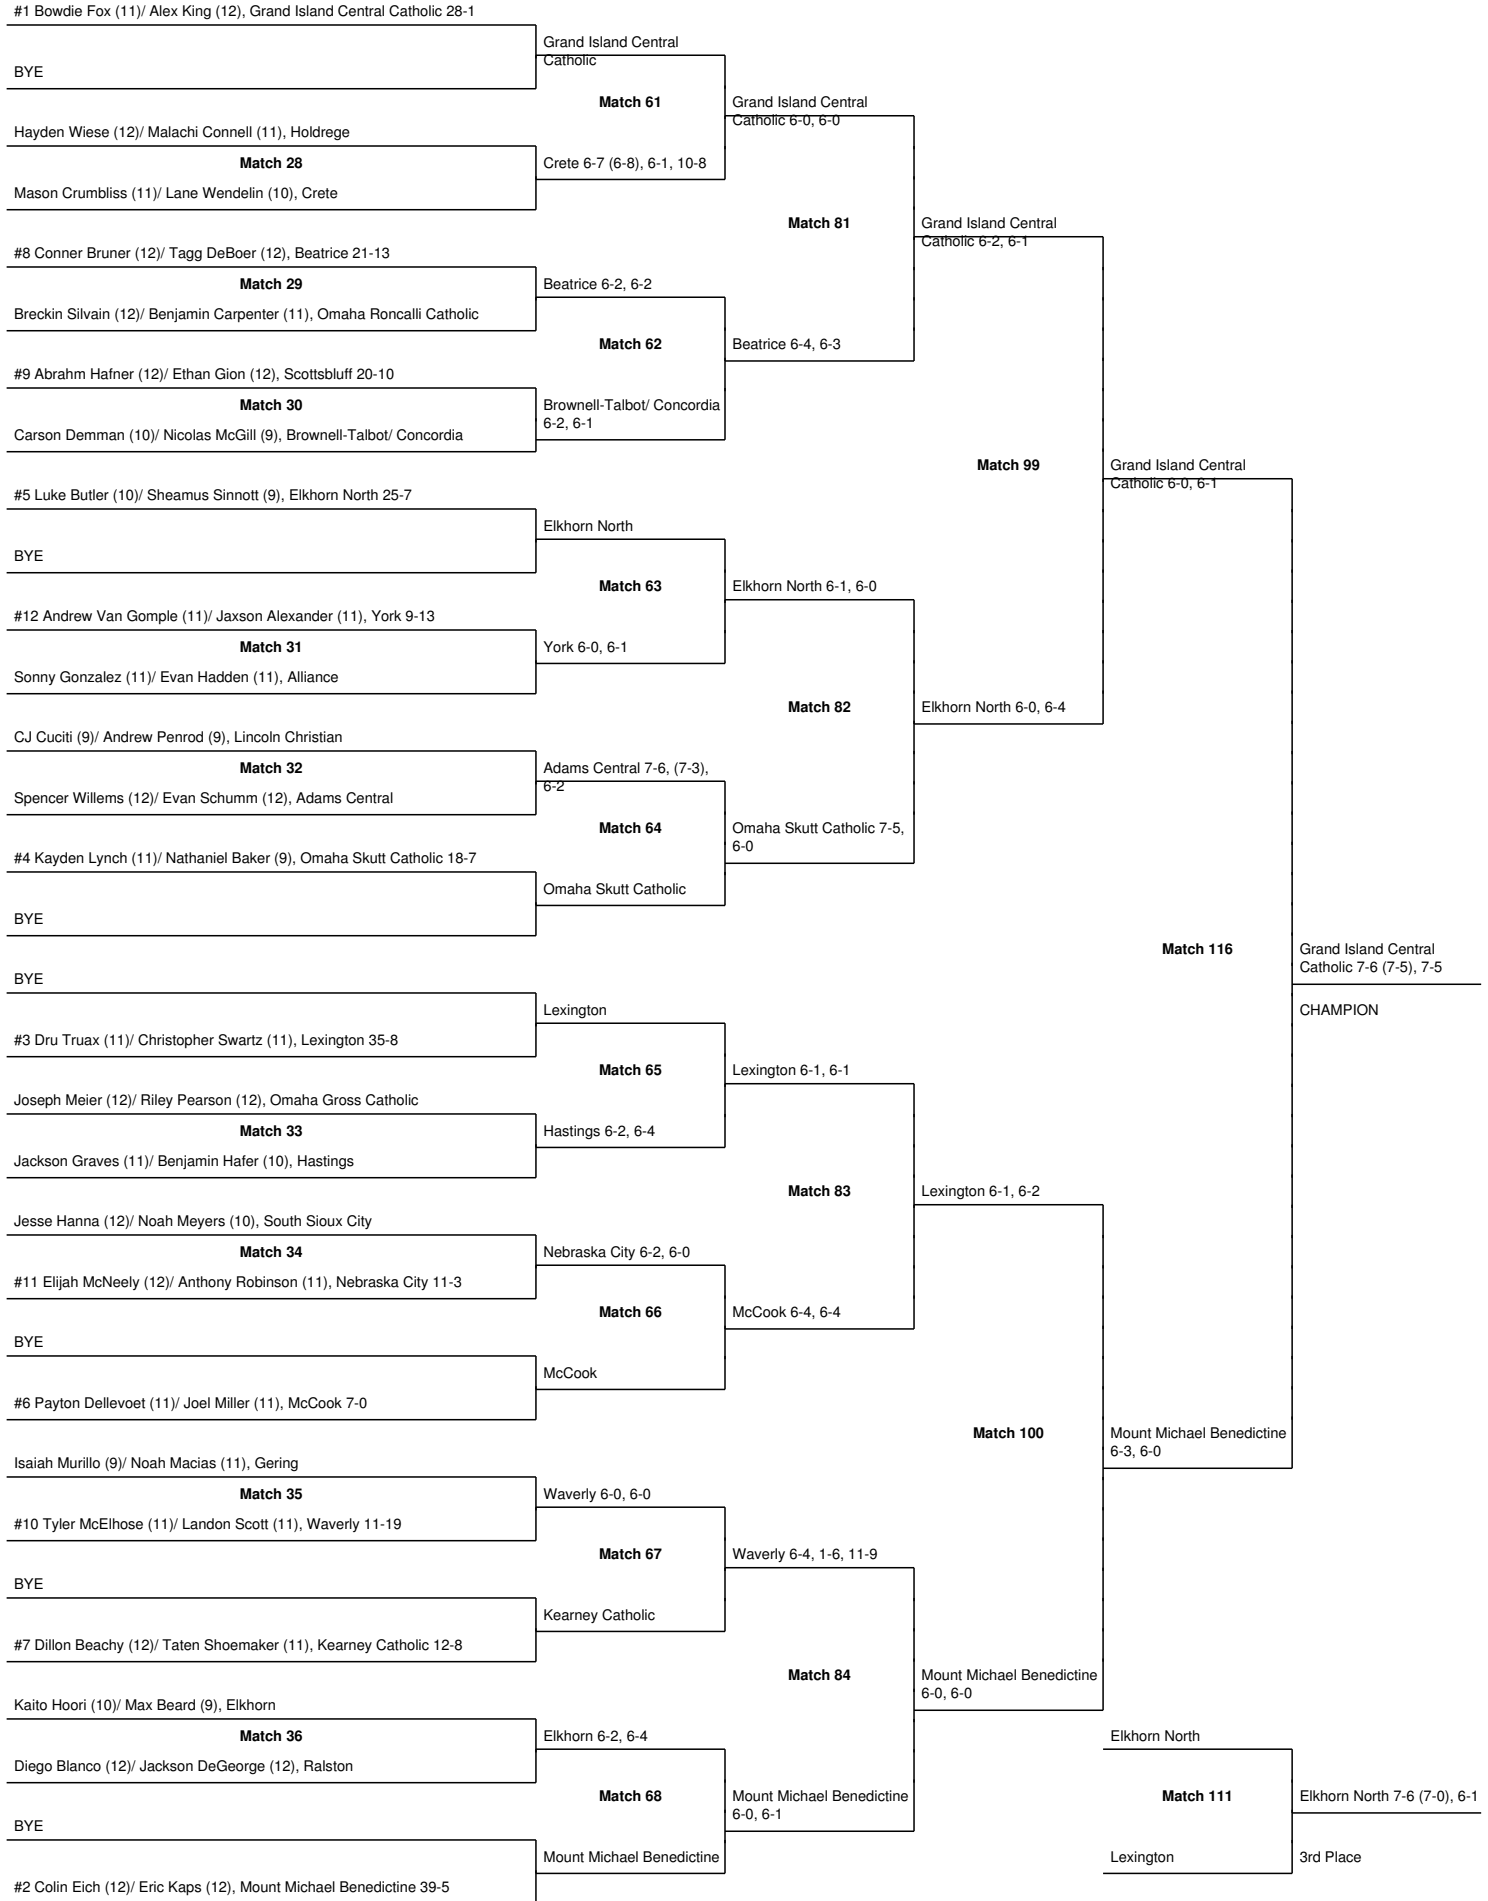 #1 Bowdie Fox (11)/ Alex King (12), Grand Island Central Catholic 28-1
Grand Island Central
Catholic
BYE
Match 61
Grand Island Central
Catholic 6-0, 6-0
Hayden Wiese (12)/ Malachi Connell (11), Holdrege
Match 28
Crete 6-7 (6-8), 6-1, 10-8
Mason Crumbliss (11)/ Lane Wendelin (10), Crete
Match 81
Grand Island Central
Catholic 6-2, 6-1
#8 Conner Bruner (12)/ Tagg DeBoer (12), Beatrice 21-13
Match 29
Beatrice 6-2, 6-2
Breckin Silvain (12)/ Benjamin Carpenter (11), Omaha Roncalli Catholic
Match 62
Beatrice 6-4, 6-3
#9 Abrahm Hafner (12)/ Ethan Gion (12), Scottsbluff 20-10
Match 30
Brownell-Talbot/ Concordia
6-2, 6-1
Carson Demman (10)/ Nicolas McGill (9), Brownell-Talbot/ Concordia
Match 99
Grand Island Central
Catholic 6-0, 6-1
#5 Luke Butler (10)/ Sheamus Sinnott (9), Elkhorn North 25-7
Elkhorn North
BYE
Match 63
Elkhorn North 6-1, 6-0
#12 Andrew Van Gomple (11)/ Jaxson Alexander (11), York 9-13
Match 31
York 6-0, 6-1
Sonny Gonzalez (11)/ Evan Hadden (11), Alliance
Match 82
Elkhorn North 6-0, 6-4
CJ Cuciti (9)/ Andrew Penrod (9), Lincoln Christian
Match 32
Adams Central 7-6, (7-3),
6-2
Spencer Willems (12)/ Evan Schumm (12), Adams Central
Match 64
Omaha Skutt Catholic 7-5,
6-0
#4 Kayden Lynch (11)/ Nathaniel Baker (9), Omaha Skutt Catholic 18-7
Omaha Skutt Catholic
BYE
Match 116
Grand Island Central
Catholic 7-6 (7-5), 7-5
BYE
Lexington
CHAMPION
#3 Dru Truax (11)/ Christopher Swartz (11), Lexington 35-8
Match 65
Lexington 6-1, 6-1
Joseph Meier (12)/ Riley Pearson (12), Omaha Gross Catholic
Match 33
Hastings 6-2, 6-4
Jackson Graves (11)/ Benjamin Hafer (10), Hastings
Match 83
Lexington 6-1, 6-2
Jesse Hanna (12)/ Noah Meyers (10), South Sioux City
Match 34
Nebraska City 6-2, 6-0
#11 Elijah McNeely (12)/ Anthony Robinson (11), Nebraska City 11-3
Match 66
McCook 6-4, 6-4
BYE
McCook
#6 Payton Dellevoet (11)/ Joel Miller (11), McCook 7-0
Match 100
Mount Michael Benedictine
6-3, 6-0
Isaiah Murillo (9)/ Noah Macias (11), Gering
Match 35
Waverly 6-0, 6-0
#10 Tyler McElhose (11)/ Landon Scott (11), Waverly 11-19
Match 67
Waverly 6-4, 1-6, 11-9
BYE
Kearney Catholic
#7 Dillon Beachy (12)/ Taten Shoemaker (11), Kearney Catholic 12-8
Match 84
Mount Michael Benedictine
6-0, 6-0
Kaito Hoori (10)/ Max Beard (9), Elkhorn
Match 36
Elkhorn 6-2, 6-4
Elkhorn North
Diego Blanco (12)/ Jackson DeGeorge (12), Ralston
Match 68
Mount Michael Benedictine
6-0, 6-1
Match 111
Elkhorn North 7-6 (7-0), 6-1
BYE
Mount Michael Benedictine
Lexington
3rd Place
#2 Colin Eich (12)/ Eric Kaps (12), Mount Michael Benedictine 39-5